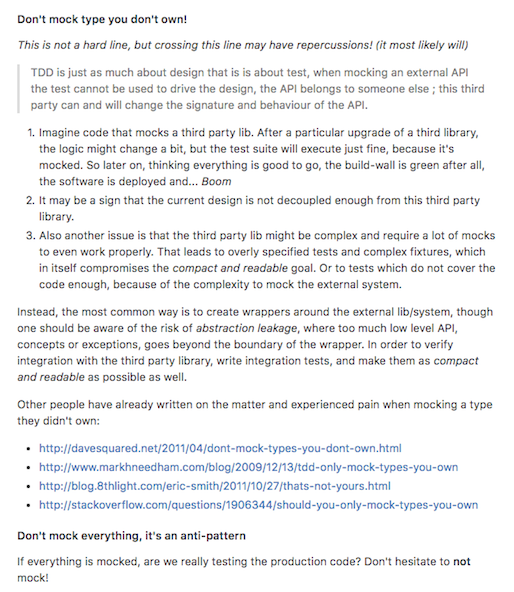 Don't mock type you don't own!
This is not a hard line, but crossing this line may have repercussions! (it most likely will)
TDD is just as much about design that is is about test, when mocking an external API
the test cannot be used to drive the design, the API belongs to someone else ; this third
party can and will change the signature and behaviour of the API.
1. Imagine code that mocks a third party lib. After a particular upgrade of a third library,
the logic might change a bit, but the test suite will execute just fine, because it's
mocked. So later on, thinking everything is good to go, the build-wall is green after all,
the software is deployed and... Boom
2. It may be a sign that the current design is not decoupled enough from this third party
library.
3. Also another issue is that the third party lib might be complex and require a lot of mocks
to even work properly. That leads to overly specified tests and complex fixtures, which
in itself compromises the compact and readable goal. Or to tests which do not cover the
code enough, because of the complexity to mock the external system.
Instead, the most common way is to create wrappers around the external lib/system, though
one should be aware of the risk of abstraction leakage, where too much low level API,
concepts or exceptions, goes beyond the boundary of the wrapper. In order to verify
integration with the third party library, write integration tests, and make them as compact
and readable as possible as well.
Other people have already written on the matter and experienced pain when mocking a type
they didn't own:
• http://davesquared.net/2011/04/dont-mock-types-you-dont-own.html
• http://www.markhneedham.com/blog/2009/12/13/tdd-only-mock-types-you-own
• http://blog.8thlight.com/eric-smith/2011/10/27/thats-not-yours.html
• http://stackoverflow.com/questions/1906344/should-you-only-mock-types-you-own
Don't mock everything, it's an anti-pattern
If everything is mocked, are we really testing the production code? Don't hesitate to not
mock!